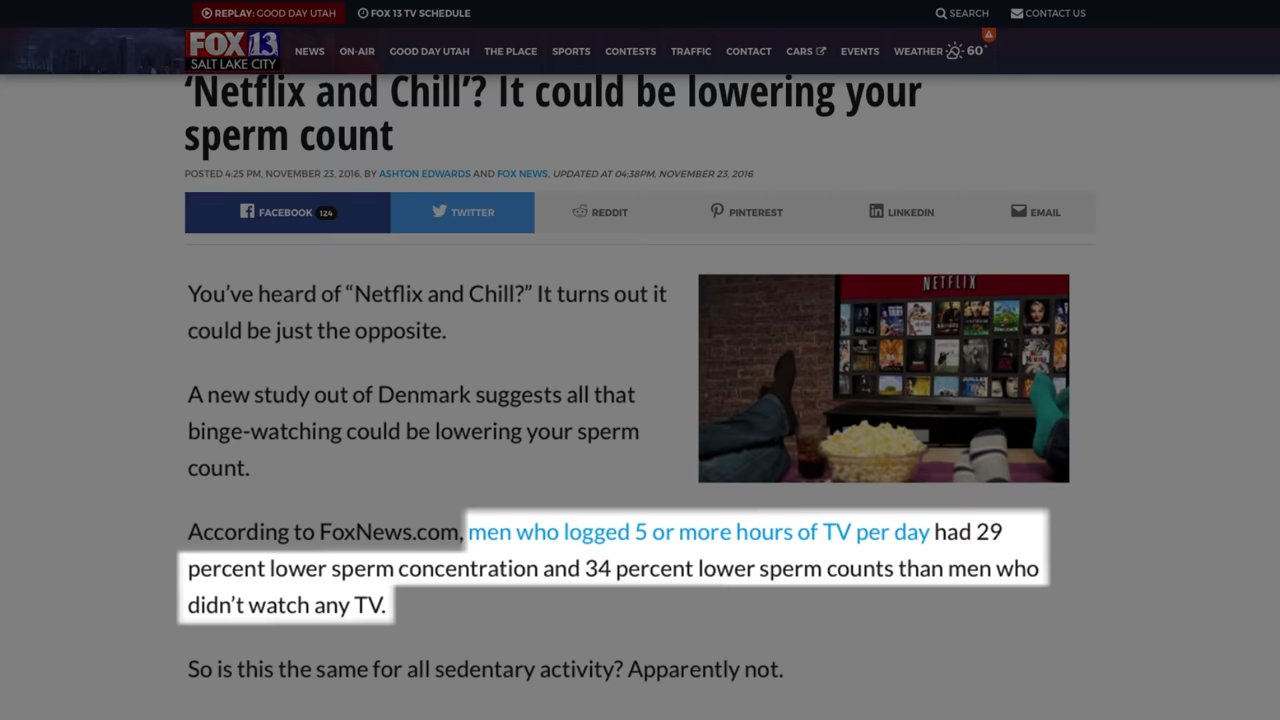 REPLAY: GOOD DAY UTAH FOX 13 TV SCHEDULE SEARCH CONTACT US
FOX 13
SALT LAKE CITY
NEWS ON-AIR GOOD DAY UTAH THE PLACE SPORTS CONTESTS TRAFFIC CONTACT CARS EVENTS WEATHER 60°
‘Netflix and Chill’? It could be lowering your
sperm count
POSTED 4:25 PM, NOVEMBER 23, 2016, BY ASHTON EDWARDS AND FOX NEWS, UPDATED AT 04:38PM, NOVEMBER 23, 2016
FACEBOOK 124 TWITTER REDDIT PINTEREST LINKEDIN EMAIL
You’ve heard of “Netflix and Chill?” It turns out it
could be just the opposite.
NETFLIX
A new study out of Denmark suggests all that
binge-watching could be lowering your sperm
count.
According to FoxNews.com, men who logged 5 or more hours of TV per day had 29
percent lower sperm concentration and 34 percent lower sperm counts than men who
didn’t watch any TV.
So is this the same for all sedentary activity? Apparently not.